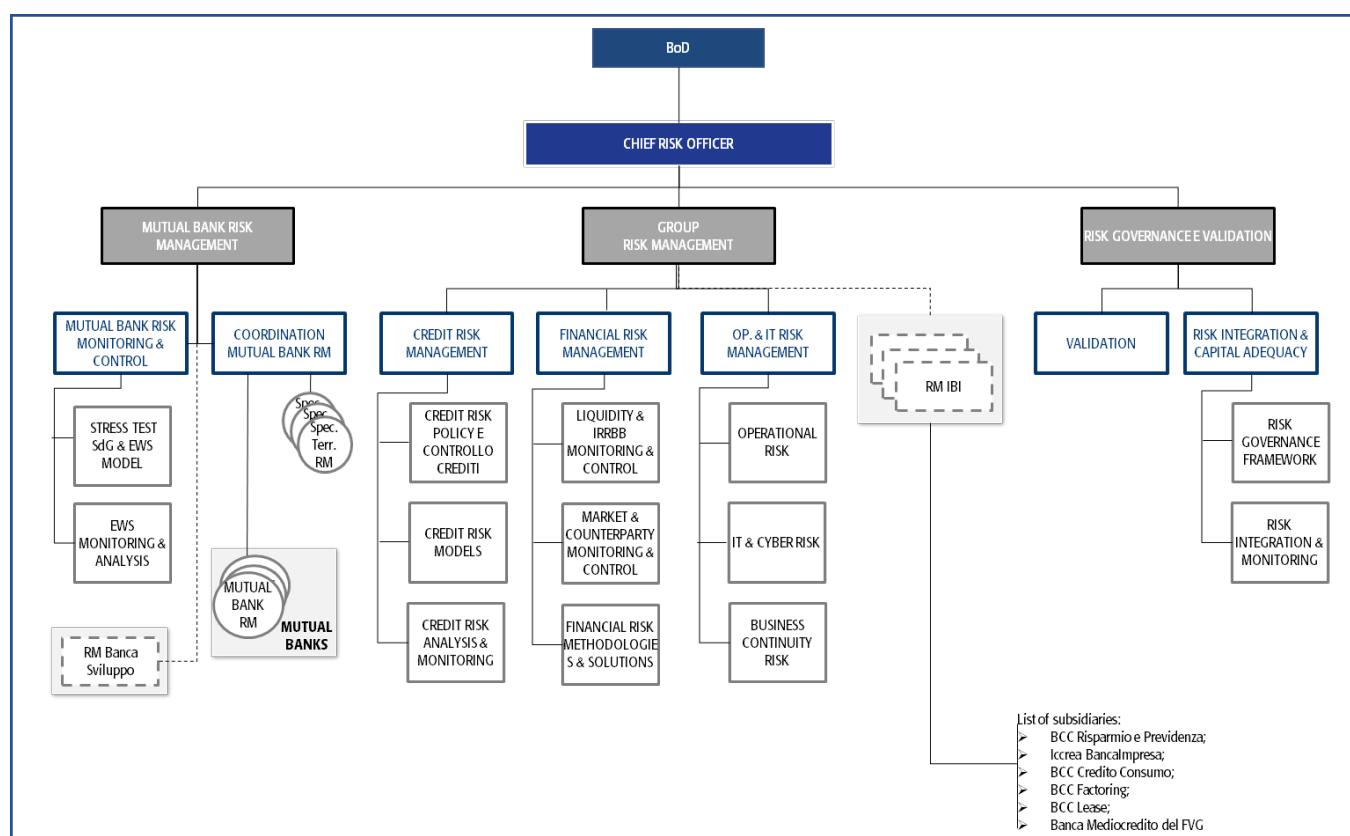 BoD
CHIEF RISK OFFICER
MUTUAL BANK RISK
MANAGEMENT
GROUP
RISK MANAGEMENT
RISK GOVERNANCE E VALIDATION
MUTUAL BANK RISK
MONITORING &
CONTROL
COORDINATION
MUTUAL BANK RM
CREDIT RISK
MANAGEMENT
FINANCIAL RISK
MANAGEMENT
OP. & IT RISK
MANAGEMENT
RM IBI
VALIDATION
RISK INTEGRATION &
CAPITAL ADEQUACY
STRESS TEST
SdG & EWS
MODEL
Spec.
Spec.
Spec.
Terr.
RM
CREDIT RISK
POLICY E
CONTROLLO
CREDITI
LIQUIDITY &
IRRBB
MONITORING &
CONTROL
OPERATIONAL
RISK
RISK
GOVERNANCE
FRAMEWORK
EWS
MONITORING &
ANALYSIS
CREDIT RISK
MODELS
MARKET &
COUNTERPARTY
MONITORING &
CONTROL
IT & CYBER RISK
RISK
INTEGRATION &
MONITORING
MUTUAL
BANK
RM
MUTUAL
BANKS
RM Banca
Sviluppo
CREDIT RISK
ANALYSIS &
MONITORING
FINANCIAL RISK
METHODOLOGIE
S & SOLUTIONS
BUSINESS
CONTINUITY
RISK
List of subsidiaries:
➢ BCC Risparmio e Previdenza;
➢ Iccrea BancaImpresa;
➢ BCC Credito Consumo;
➢ BCC Factoring;
➢ BCC Lease;
➢ Banca Mediocredito del FVG